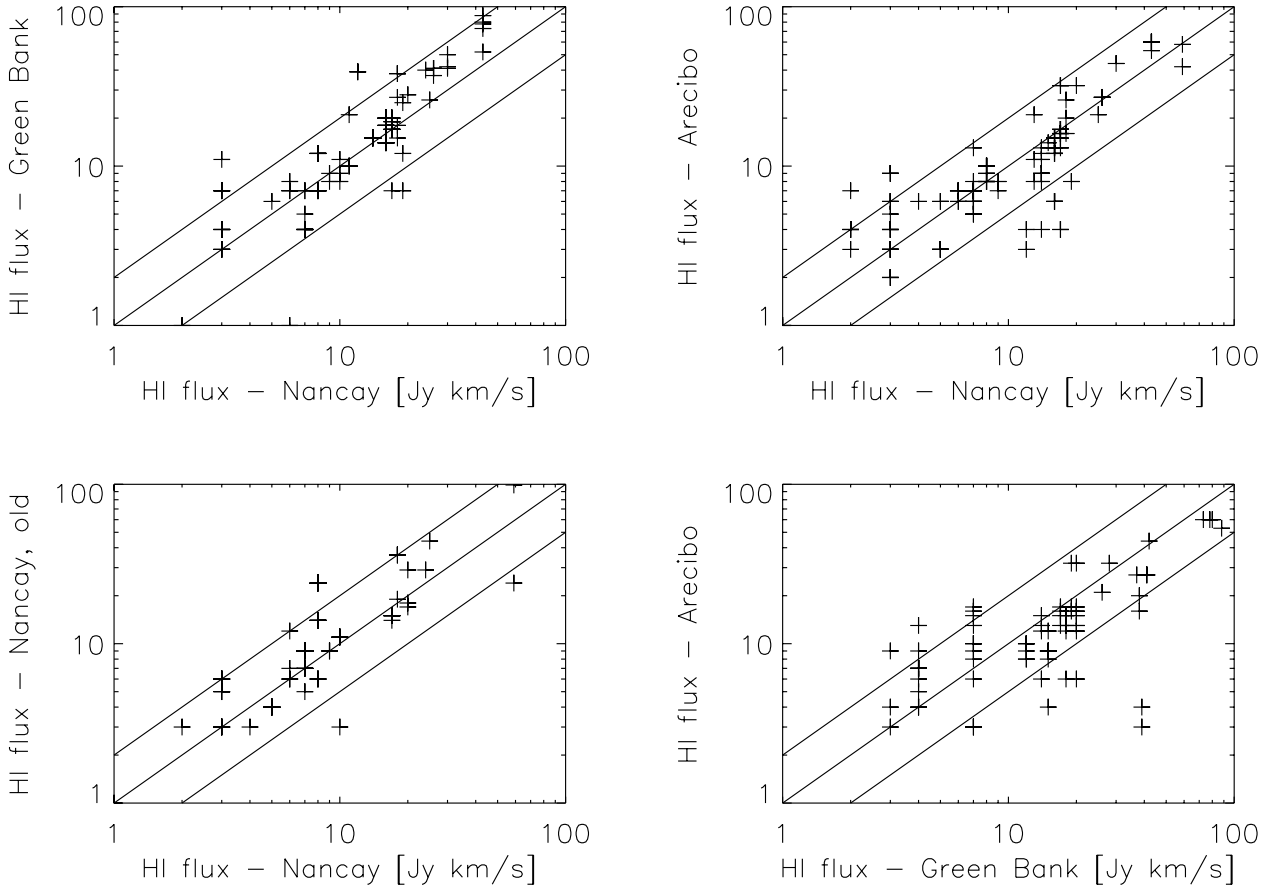 HI flux – Green Bank
100
10
1
1 10 100
HI flux – Nancay [Jy km/s]
HI flux – Arecibo
100
10
1
1 10 100
HI flux – Nancay [Jy km/s]
HI flux – Nancay, old
100
10
1
1 10 100
HI flux – Nancay [Jy km/s]
HI flux – Arecibo
100
10
1
1 10 100
HI flux – Green Bank [Jy km/s]